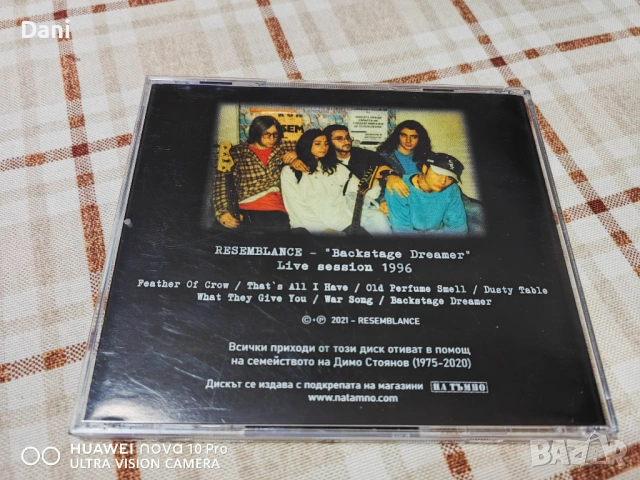 Dani
RESEMBLANCE - "Backstage Dreamer"
Live session 1996
Feather Of Crow / That's All I Have / Old Perfume Smell / Dusty Table
What They Give You / War Song / Backstage Dreamer
©+℗ 2021 - RESEMBLANCE
Всички приходи от този диск отиват в помощ
на семейството на Димо Стоянов (1975-2020)
Дискът се издава с подкрепата на магазини НА ТЪМНО
www.natamno.com
HUAWEI nova 10 Pro
ULTRA VISION CAMERA
BAZAR